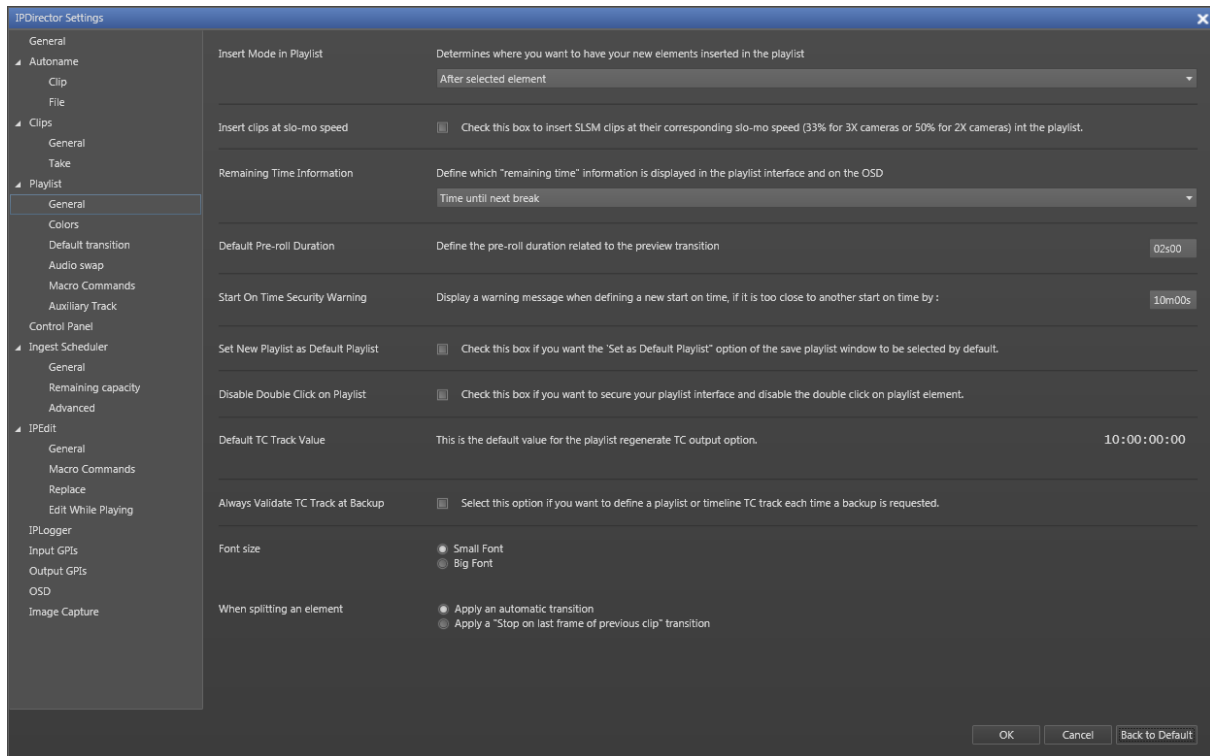 IPDirector Settings
General
Autoname
Clip
File
Clips
General
Take
Playlist
General
Colors
Default transition
Audio swap
Macro Commands
Auxiliary Track
Control Panel
Ingest Scheduler
General
Remaining capacity
Advanced
IPEdit
General
Macro Commands
Replace
Edit While Playing
IPLogger
Input GPIs
Output GPIs
OSD
Image Capture
Insert Mode in Playlist
Determines where you want to have your new elements inserted in the playlist
After selected element
Insert clips at slo-mo speed
Check this box to insert SLSM clips at their corresponding slo-mo speed (33% for 3X cameras or 50% for 2X cameras) int the playlist.
Remaining Time Information
Define which "remaining time" information is displayed in the playlist interface and on the OSD
Time until next break
Default Pre-roll Duration
Define the pre-roll duration related to the preview transition
02s00
Start On Time Security Warning
Display a warning message when defining a new start on time, if it is too close to another start on time by :
10m00s
Set New Playlist as Default Playlist
Check this box if you want the 'Set as Default Playlist" option of the save playlist window to be selected by default.
Disable Double Click on Playlist
Check this box if you want to secure your playlist interface and disable the double click on playlist element.
Default TC Track Value
This is the default value for the playlist regenerate TC output option.
10:00:00:00
Always Validate TC Track at Backup
Select this option if you want to define a playlist or timeline TC track each time a backup is requested.
Font size
Small Font
Big Font
When splitting an element
Apply an automatic transition
Apply a "Stop on last frame of previous clip" transition
OK
Cancel
Back to Default